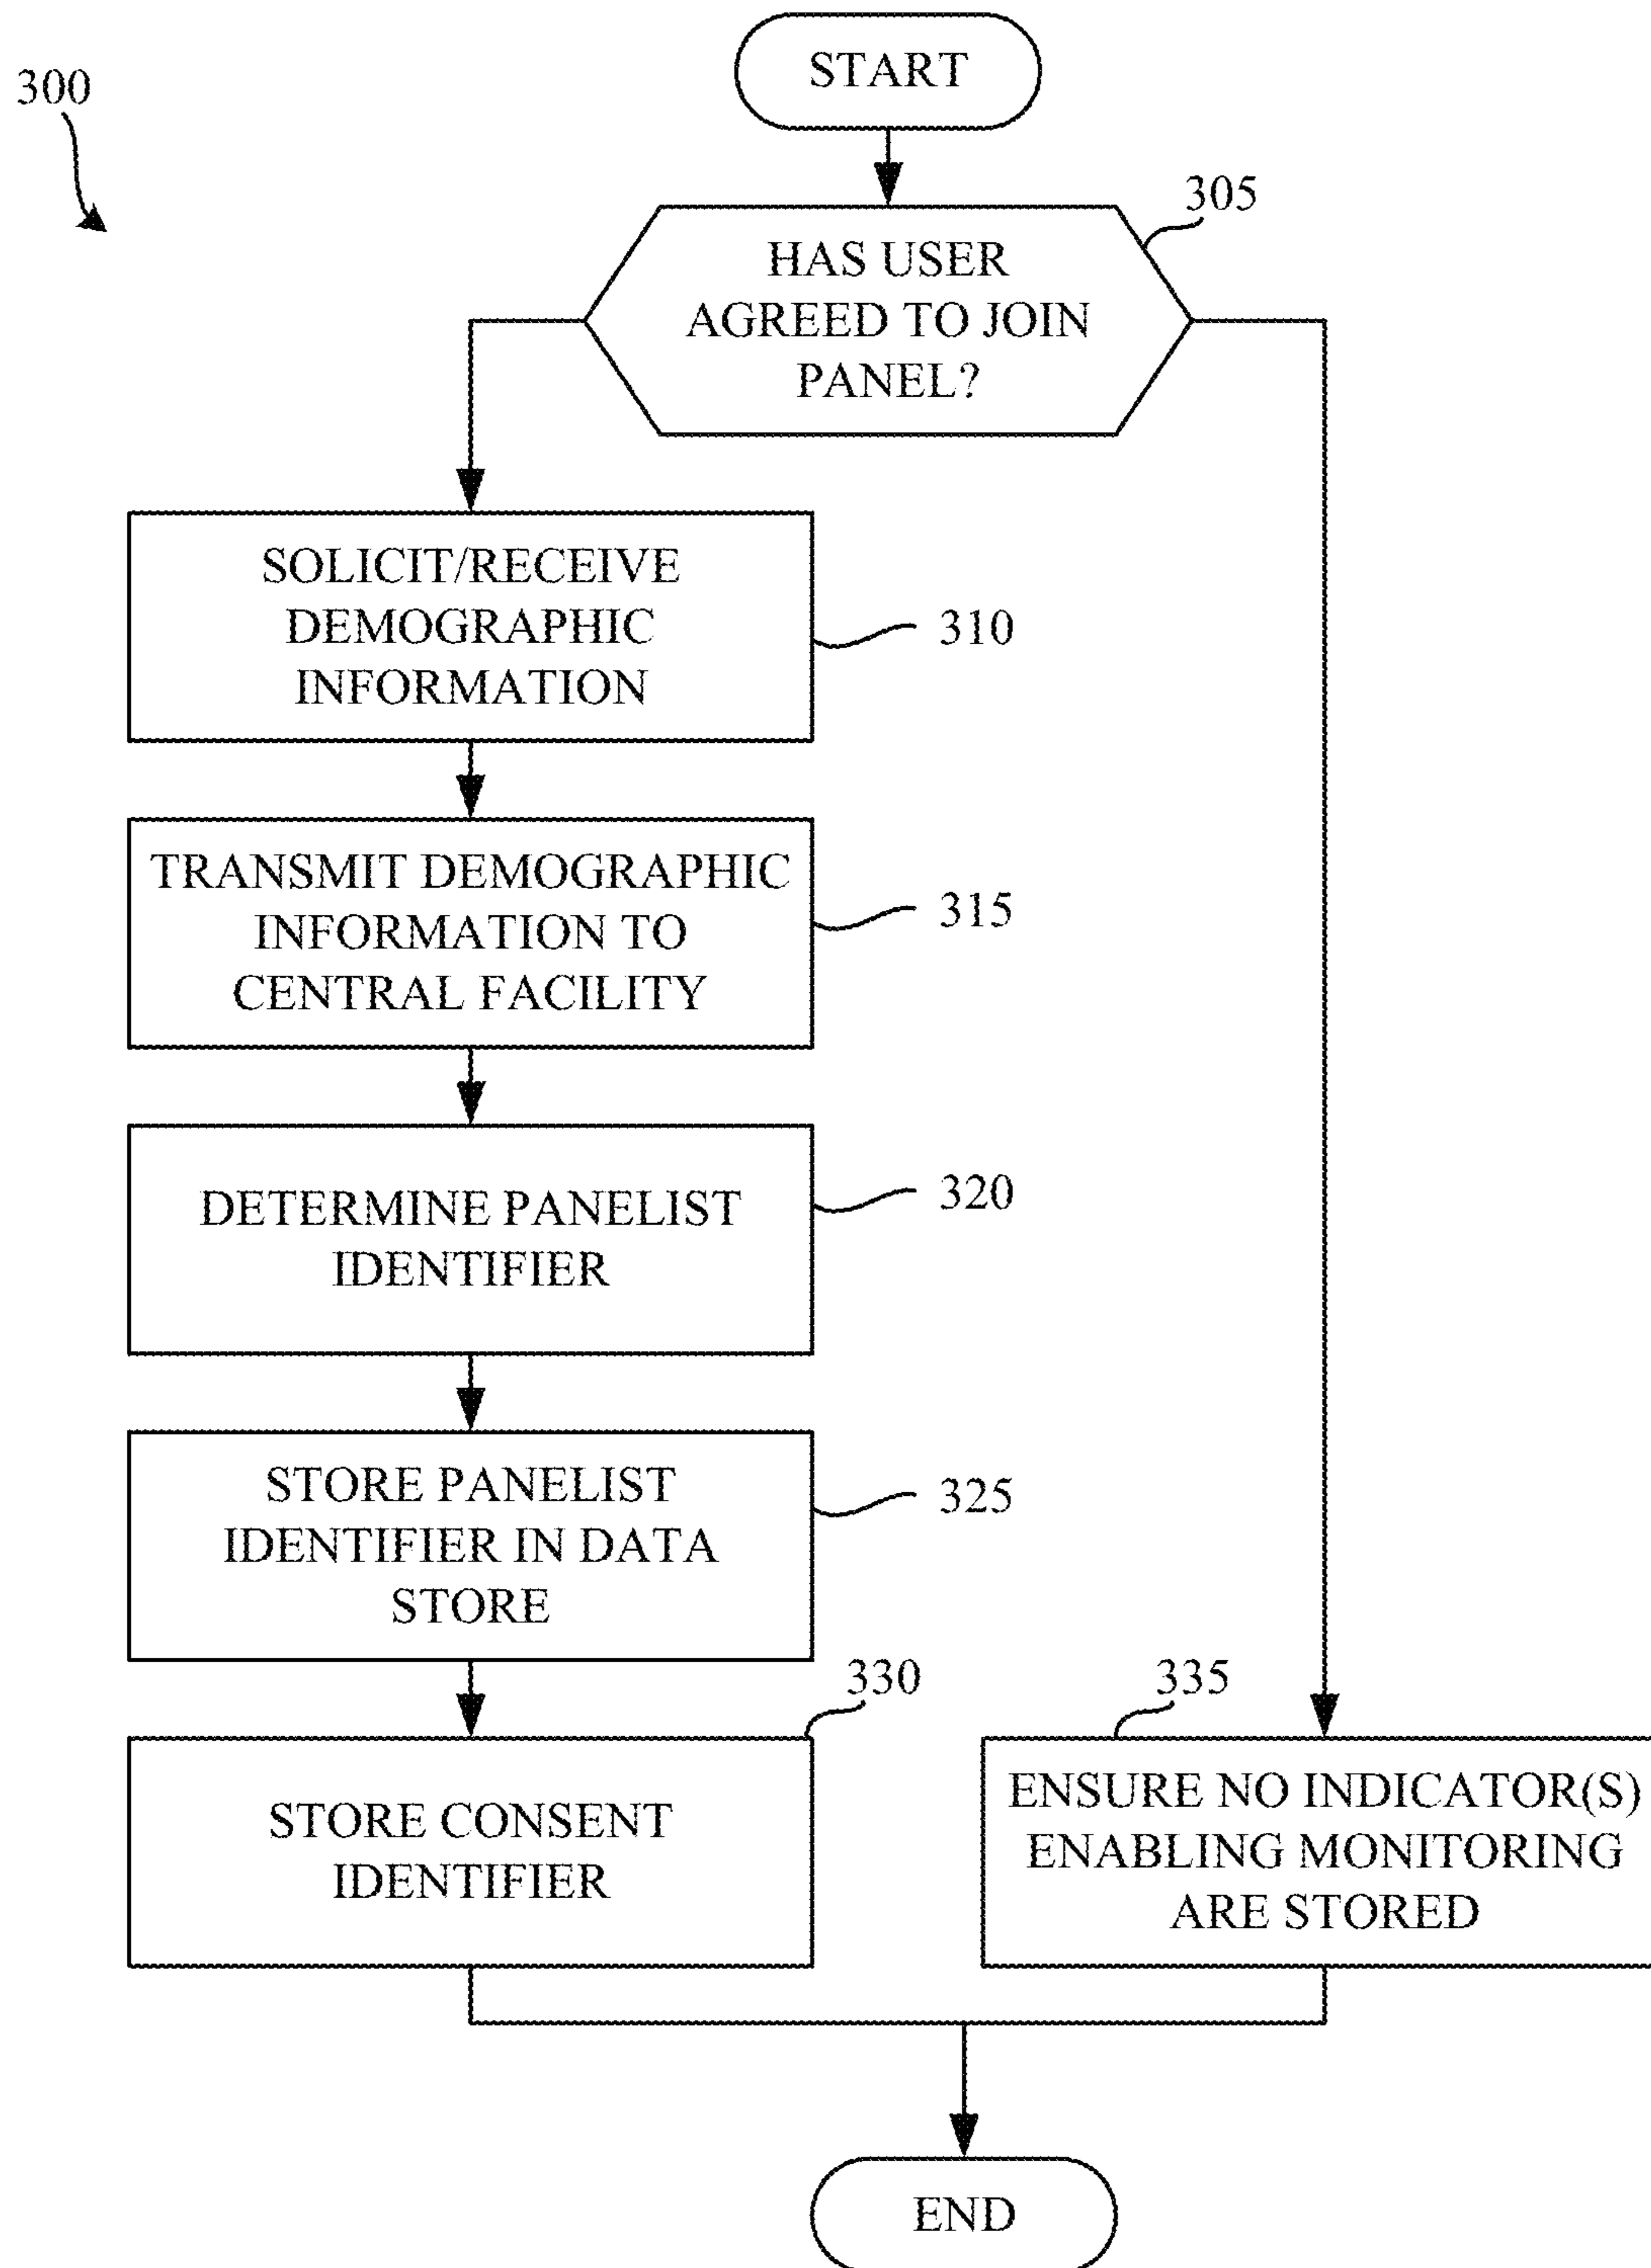 START
300
305
HAS USER
AGREED TO JOIN
PANEL?
SOLICIT/RECEIVE
DEMOGRAPHIC
INFORMATION
310
TRANSMIT DEMOGRAPHIC
INFORMATION TO
CENTRAL FACILITY
315
DETERMINE PANELIST
IDENTIFIER
320
STORE PANELIST
IDENTIFIER IN DATA
STORE
325
330
STORE CONSENT
IDENTIFIER
335
ENSURE NO INDICATOR(S)
ENABLING MONITORING
ARE STORED
END